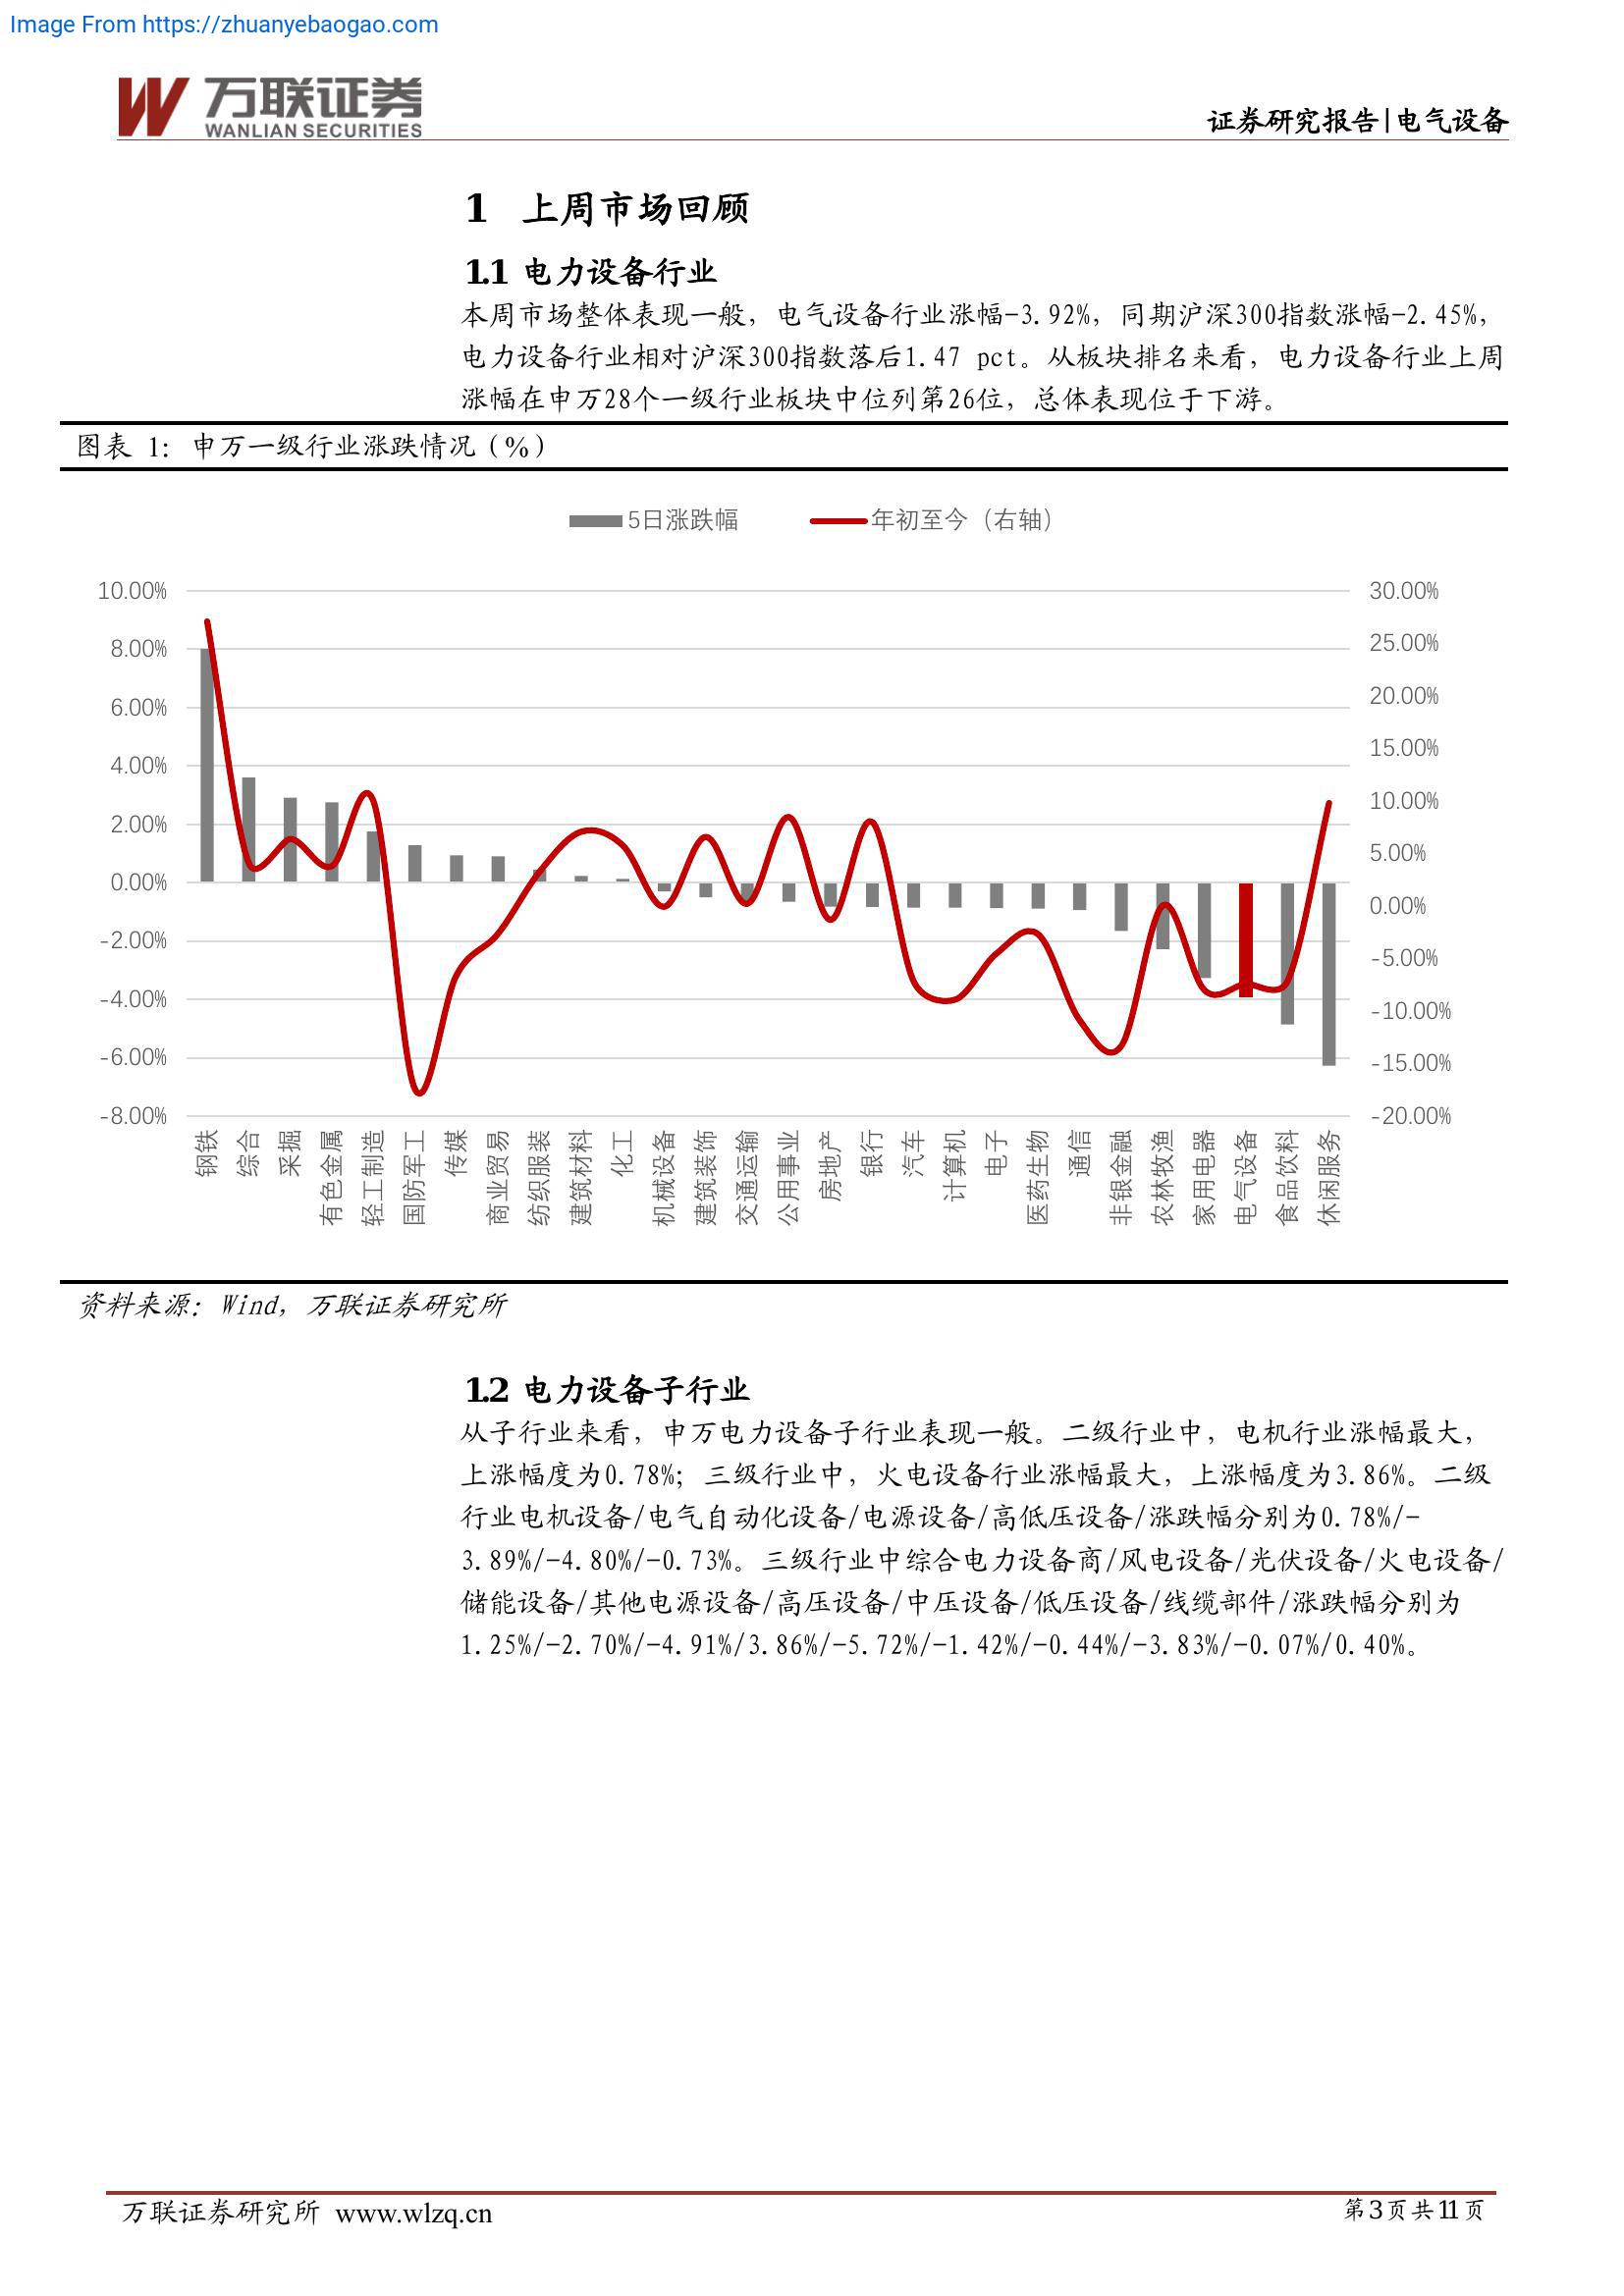 Image From https://zhuanyebaogao.com
万联证券
WANLIAN SECURITIES
证券研究报告|电气设备
1 上周市场回顾
1.1 电力设备行业
本周市场整体表现一般，电气设备行业涨幅-3.92%，同期沪深300指数涨幅-2.45%，
电力设备行业相对沪深300指数落后1.47 pct。从板块排名来看，电力设备行业上周
涨幅在申万28个一级行业板块中位列第26位，总体表现位于下游。
图表 1：申万一级行业涨跌情况（%）
5日涨跌幅 年初至今（右轴）
10.00% 30.00%
8.00% 25.00%
6.00% 20.00%
4.00% 15.00%
2.00% 10.00%
0.00% 5.00%
-2.00% 0.00%
-4.00% -5.00%
-6.00% -10.00%
-8.00% -15.00%
-20.00%
钢铁
综合
采掘
有色金属
轻工制造
国防军工
传媒
商业贸易
纺织服装
建筑材料
化工
机械设备
建筑装饰
交通运输
公用事业
房地产
银行
汽车
计算机
电子
医药生物
通信
非银金融
农林牧渔
家用电器
电气设备
食品饮料
休闲服务
资料来源：Wind，万联证券研究所
1.2 电力设备子行业
从子行业来看，申万电力设备子行业表现一般。二级行业中，电机行业涨幅最大，
上涨幅度为0.78%；三级行业中，火电设备行业涨幅最大，上涨幅度为3.86%。二级
行业电机设备/电气自动化设备/电源设备/高低压设备/涨跌幅分别为0.78%/-
3.89%/-4.80%/-0.73%。三级行业中综合电力设备商/风电设备/光伏设备/火电设备/
储能设备/其他电源设备/高压设备/中压设备/低压设备/线缆部件/涨跌幅分别为
1.25%/-2.70%/-4.91%/3.86%/-5.72%/-1.42%/-0.44%/-3.83%/-0.07%/0.40%。
万联证券研究所 www.wlzq.cn
第3页共11页